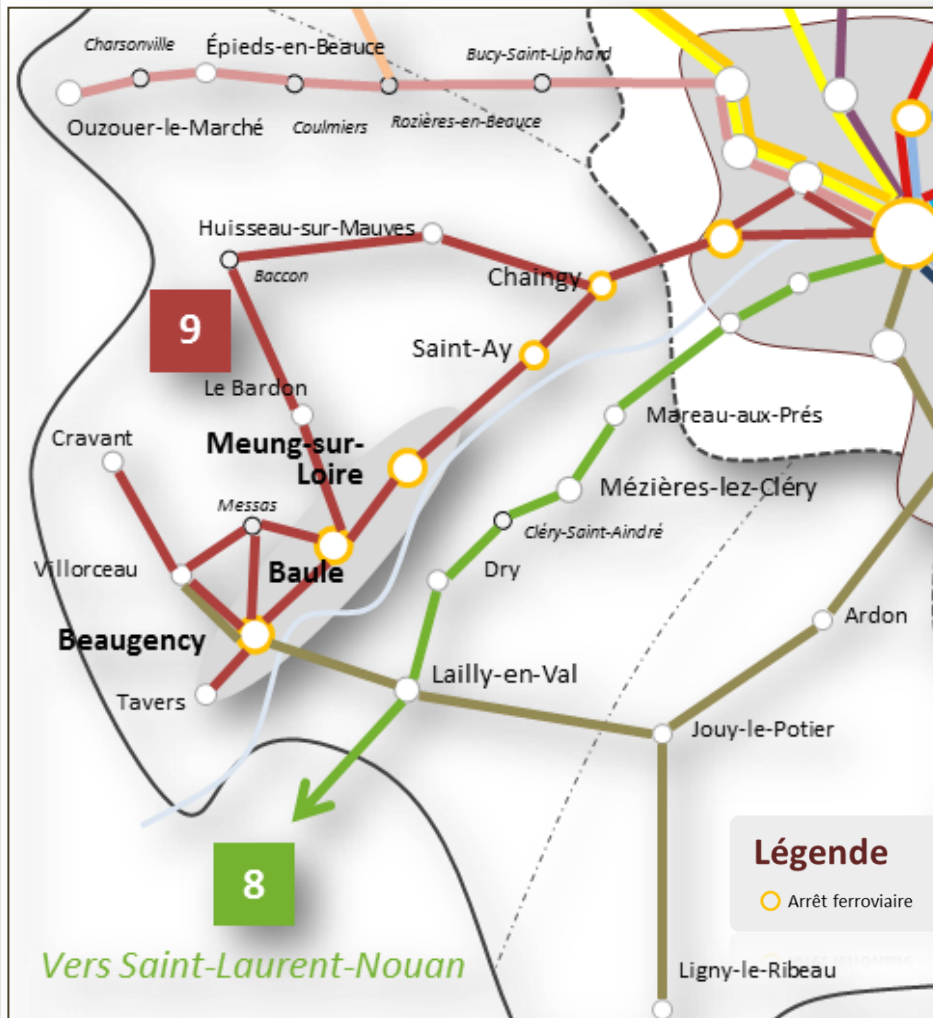 Charsonville
Épieds-en-Beauce
Bucy-Saint-Liphard
Ouzouer-le-Marché
Coulmiers
Rozières-en-Beauce
Huisseau-sur-Mauves
Baccon
Chaingy
9
Saint-Ay
Le Bardon
Mareau-aux-Prés
Cravant
Meung-sur-
Loire
Mézières-lez-Cléry
Messas
Cléry-Saint-Aindré
Villorceau
Baule
Dry
Ardon
Beaugency
Lailly-en-Val
Tavers
Jouy-le-Potier
Légende
8
Arrêt ferroviaire
Vers Saint-Laurent-Nouan
Ligny-le-Ribeau